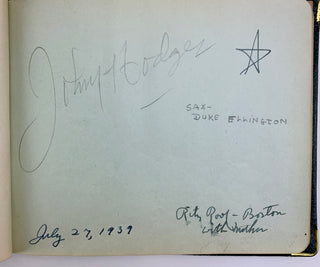 Johnny Hodges
SAX-
DUKE ELLINGTON
Ritz Roof - Boston
with mother
July 27, 1939